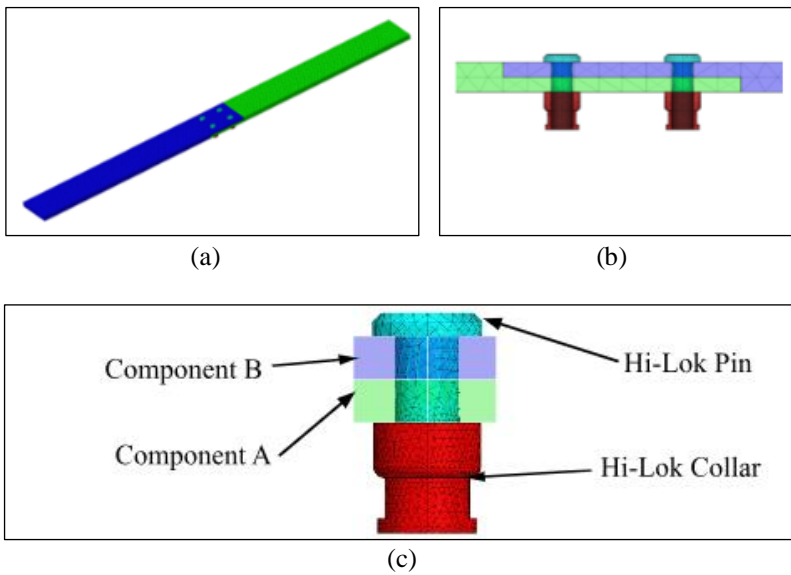 (a)
(b)
Component B
Hi-Lok Pin
Component A
Hi-Lok Collar
(c)